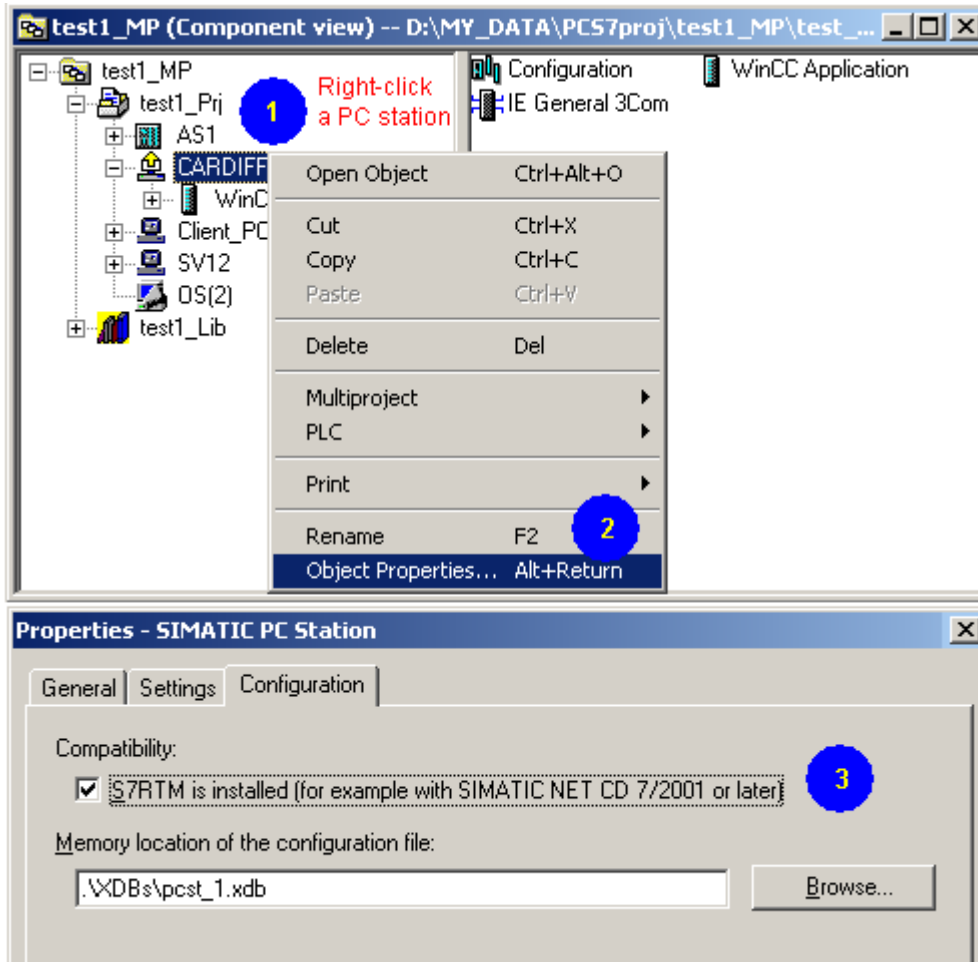 test1_MP (Component view) -- D:\MY_DATA\PCS7proj\test1_MP\test_...
test1_MP
test1_Prj
AS1
CARDIFF
WinC
Client_PC
SV12
OS(2)
test1_Lib
1
Right-click
a PC station
Configuration
WinCC Application
IE General 3Com
Open Object Ctrl+Alt+O
Cut Ctrl+X
Copy Ctrl+C
Paste Ctrl+V
Delete Del
Multiproject
PLC
Print
Rename F2
2
Object Properties... Alt+Return
Properties - SIMATIC PC Station
General Settings Configuration
Compatibility:
S7RTM is installed (for example with SIMATIC NET CD 7/2001 or later)
3
Memory location of the configuration file:
.\XDBs\pcst_1.xdb
Browse...